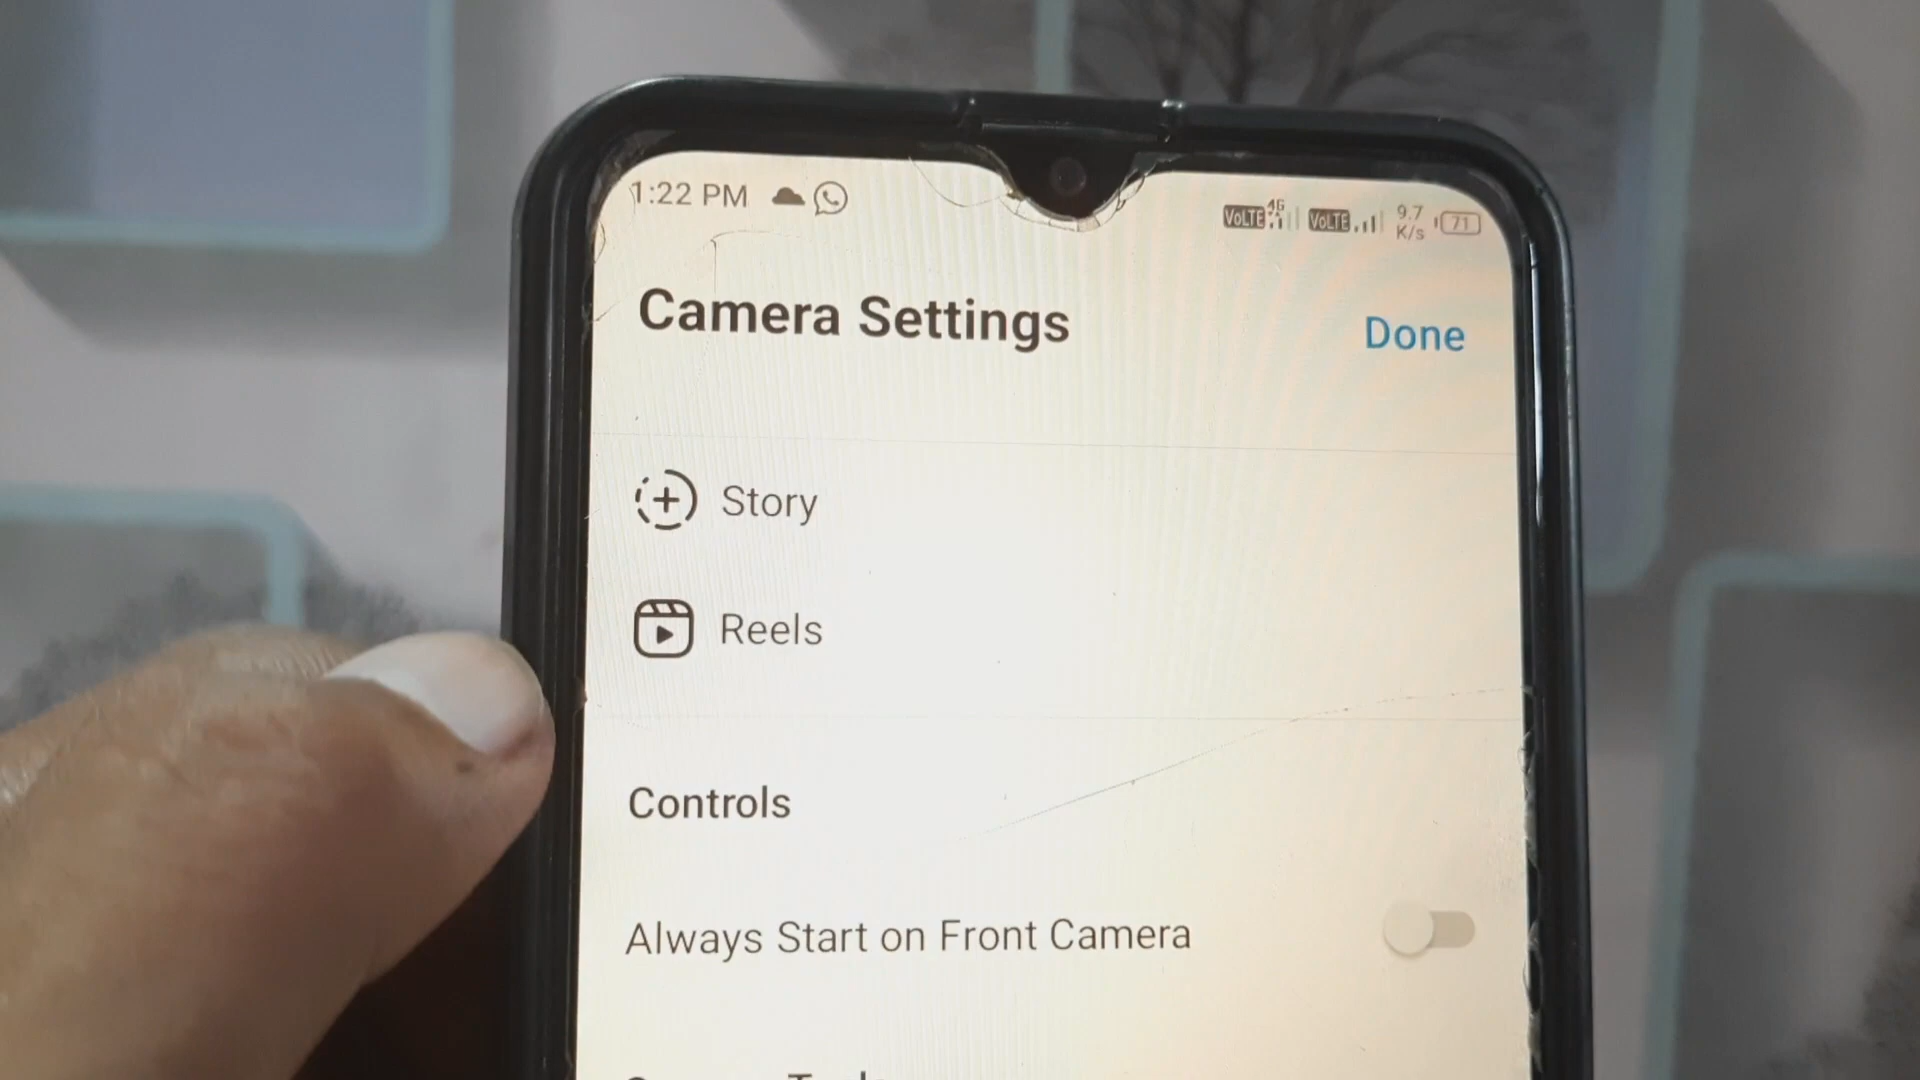 1:22 PM VoLTE 4G VoLTE 9.7 K/s 71
Camera Settings Done
Story
Reels
Controls
Always Start on Front Camera